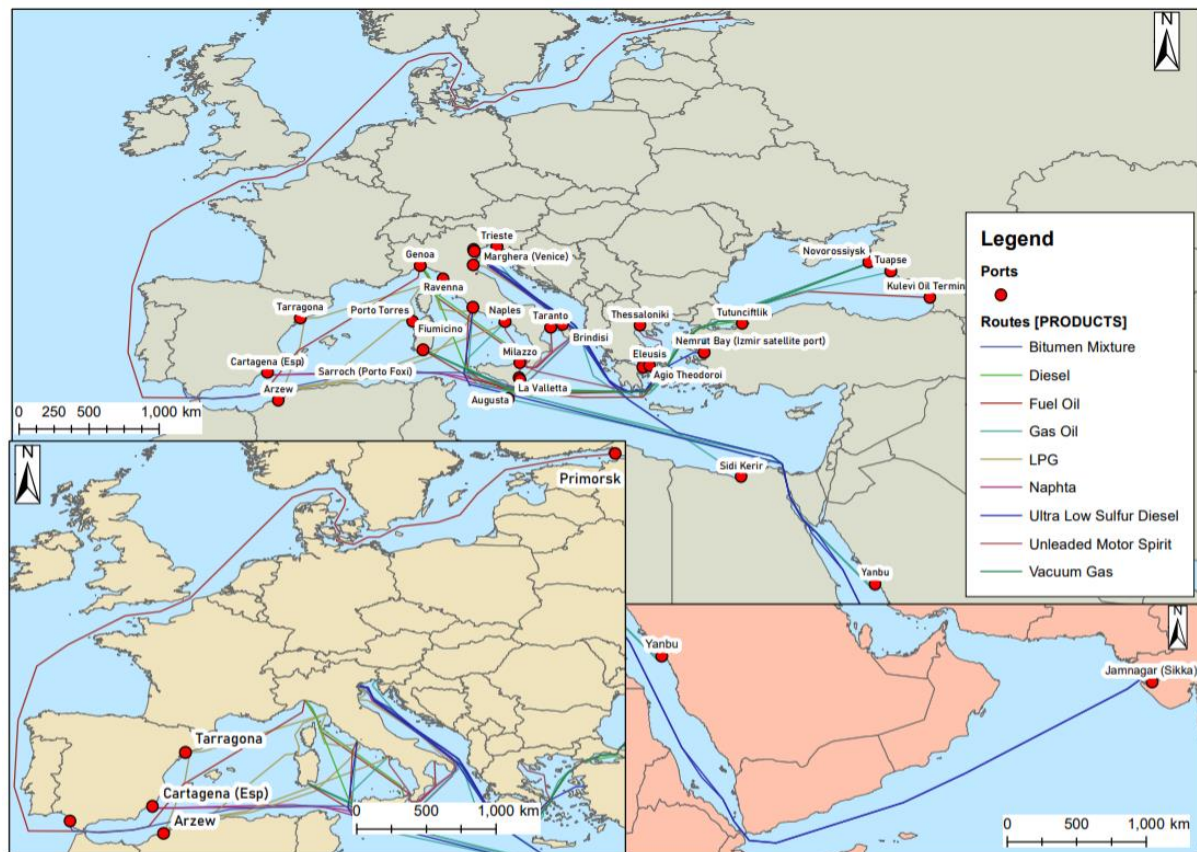 N
Trieste
Genoa
Marghera (Venice)
Ravenna
Novorossiysk
Tuapse
Kulevi Oil Termin
Tarragona
Porto Torres
Naples
Taranto
Thessaloniki
Tutunciftlik
Fiumicino
Brindisi
Nemrut Bay (Izmir satellite port)
Cartagena (Esp)
Milazzo
Eleusis
Sarroch (Porto Foxi)
Agio Theodoroi
Arzew
La Valletta
Augusta
0 250 500 1,000 km
Sidi Kerir
Yanbu
Legend
Ports
Routes [PRODUCTS]
Bitumen Mixture
Diesel
Fuel Oil
Gas Oil
LPG
Naphta
Ultra Low Sulfur Diesel
Unleaded Motor Spirit
Vacuum Gas
N
Primorsk
Tarragona
Cartagena (Esp)
Arzew
0 500 1,000 km
N
Yanbu
Jamnagar (Sikka)
0 500 1,000 km